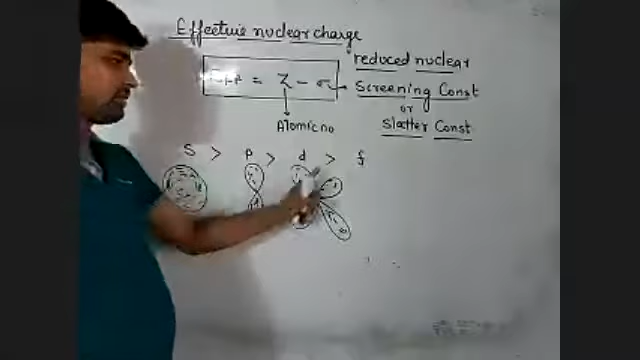 Effective nuclear charge
reduced nuclear
= Z - σ → Screening Const
or
Atomic no
Slatter Const
S > P > d > f